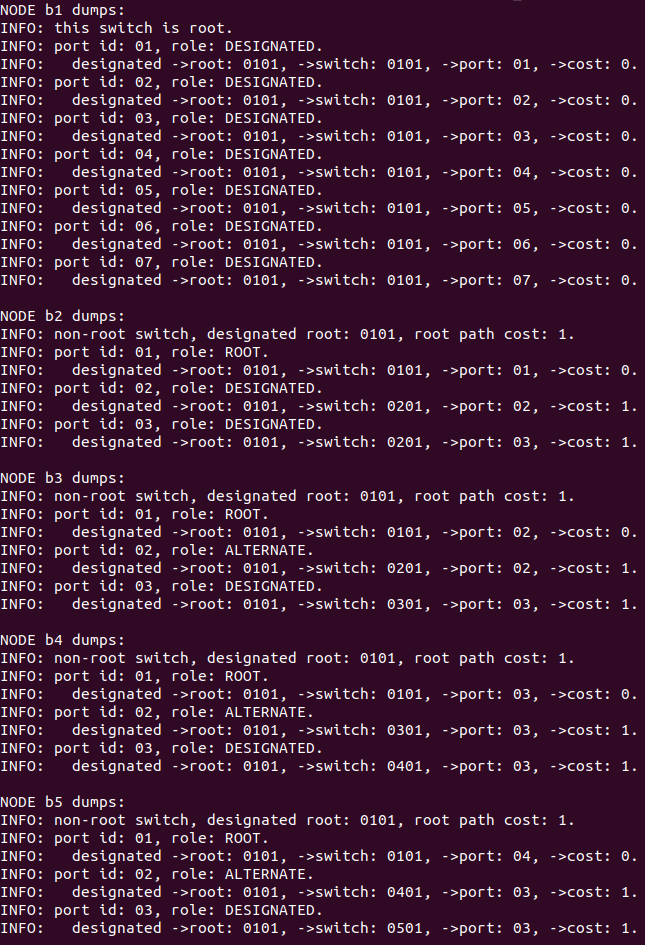 NODE b1 dumps:
INFO: this switch is root.
INFO: port id: 01, role: DESIGNATED.
INFO:   designated ->root: 0101, ->switch: 0101, ->port: 01, ->cost: 0.
INFO: port id: 02, role: DESIGNATED.
INFO:   designated ->root: 0101, ->switch: 0101, ->port: 02, ->cost: 0.
INFO: port id: 03, role: DESIGNATED.
INFO:   designated ->root: 0101, ->switch: 0101, ->port: 03, ->cost: 0.
INFO: port id: 04, role: DESIGNATED.
INFO:   designated ->root: 0101, ->switch: 0101, ->port: 04, ->cost: 0.
INFO: port id: 05, role: DESIGNATED.
INFO:   designated ->root: 0101, ->switch: 0101, ->port: 05, ->cost: 0.
INFO: port id: 06, role: DESIGNATED.
INFO:   designated ->root: 0101, ->switch: 0101, ->port: 06, ->cost: 0.
INFO: port id: 07, role: DESIGNATED.
INFO:   designated ->root: 0101, ->switch: 0101, ->port: 07, ->cost: 0.

NODE b2 dumps:
INFO: non-root switch, designated root: 0101, root path cost: 1.
INFO: port id: 01, role: ROOT.
INFO:   designated ->root: 0101, ->switch: 0101, ->port: 01, ->cost: 0.
INFO: port id: 02, role: DESIGNATED.
INFO:   designated ->root: 0101, ->switch: 0201, ->port: 02, ->cost: 1.
INFO: port id: 03, role: DESIGNATED.
INFO:   designated ->root: 0101, ->switch: 0201, ->port: 03, ->cost: 1.

NODE b3 dumps:
INFO: non-root switch, designated root: 0101, root path cost: 1.
INFO: port id: 01, role: ROOT.
INFO:   designated ->root: 0101, ->switch: 0101, ->port: 02, ->cost: 0.
INFO: port id: 02, role: ALTERNATE.
INFO:   designated ->root: 0101, ->switch: 0201, ->port: 02, ->cost: 1.
INFO: port id: 03, role: DESIGNATED.
INFO:   designated ->root: 0101, ->switch: 0301, ->port: 03, ->cost: 1.

NODE b4 dumps:
INFO: non-root switch, designated root: 0101, root path cost: 1.
INFO: port id: 01, role: ROOT.
INFO:   designated ->root: 0101, ->switch: 0101, ->port: 03, ->cost: 0.
INFO: port id: 02, role: ALTERNATE.
INFO:   designated ->root: 0101, ->switch: 0301, ->port: 03, ->cost: 1.
INFO: port id: 03, role: DESIGNATED.
INFO:   designated ->root: 0101, ->switch: 0401, ->port: 03, ->cost: 1.

NODE b5 dumps:
INFO: non-root switch, designated root: 0101, root path cost: 1.
INFO: port id: 01, role: ROOT.
INFO:   designated ->root: 0101, ->switch: 0101, ->port: 04, ->cost: 0.
INFO: port id: 02, role: ALTERNATE.
INFO:   designated ->root: 0101, ->switch: 0401, ->port: 03, ->cost: 1.
INFO: port id: 03, role: DESIGNATED.
INFO:   designated ->root: 0101, ->switch: 0501, ->port: 03, ->cost: 1.